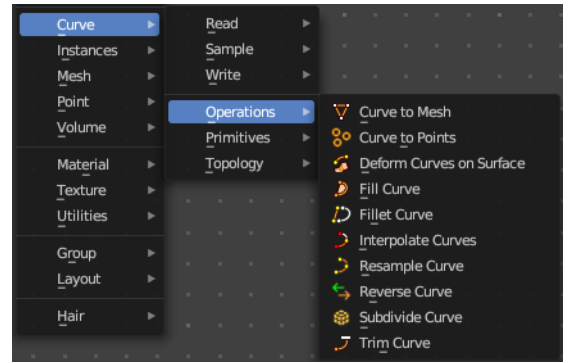 Curve
Instances
Mesh
Point
Volume
Material
Texture
Utilities
Group
Layout
Hair
Read
Sample
Write
Operations
Primitives
Topology
Curve to Mesh
Curve to Points
Deform Curves on Surface
Fill Curve
Fillet Curve
Interpolate Curves
Resample Curve
Reverse Curve
Subdivide Curve
Trim Curve